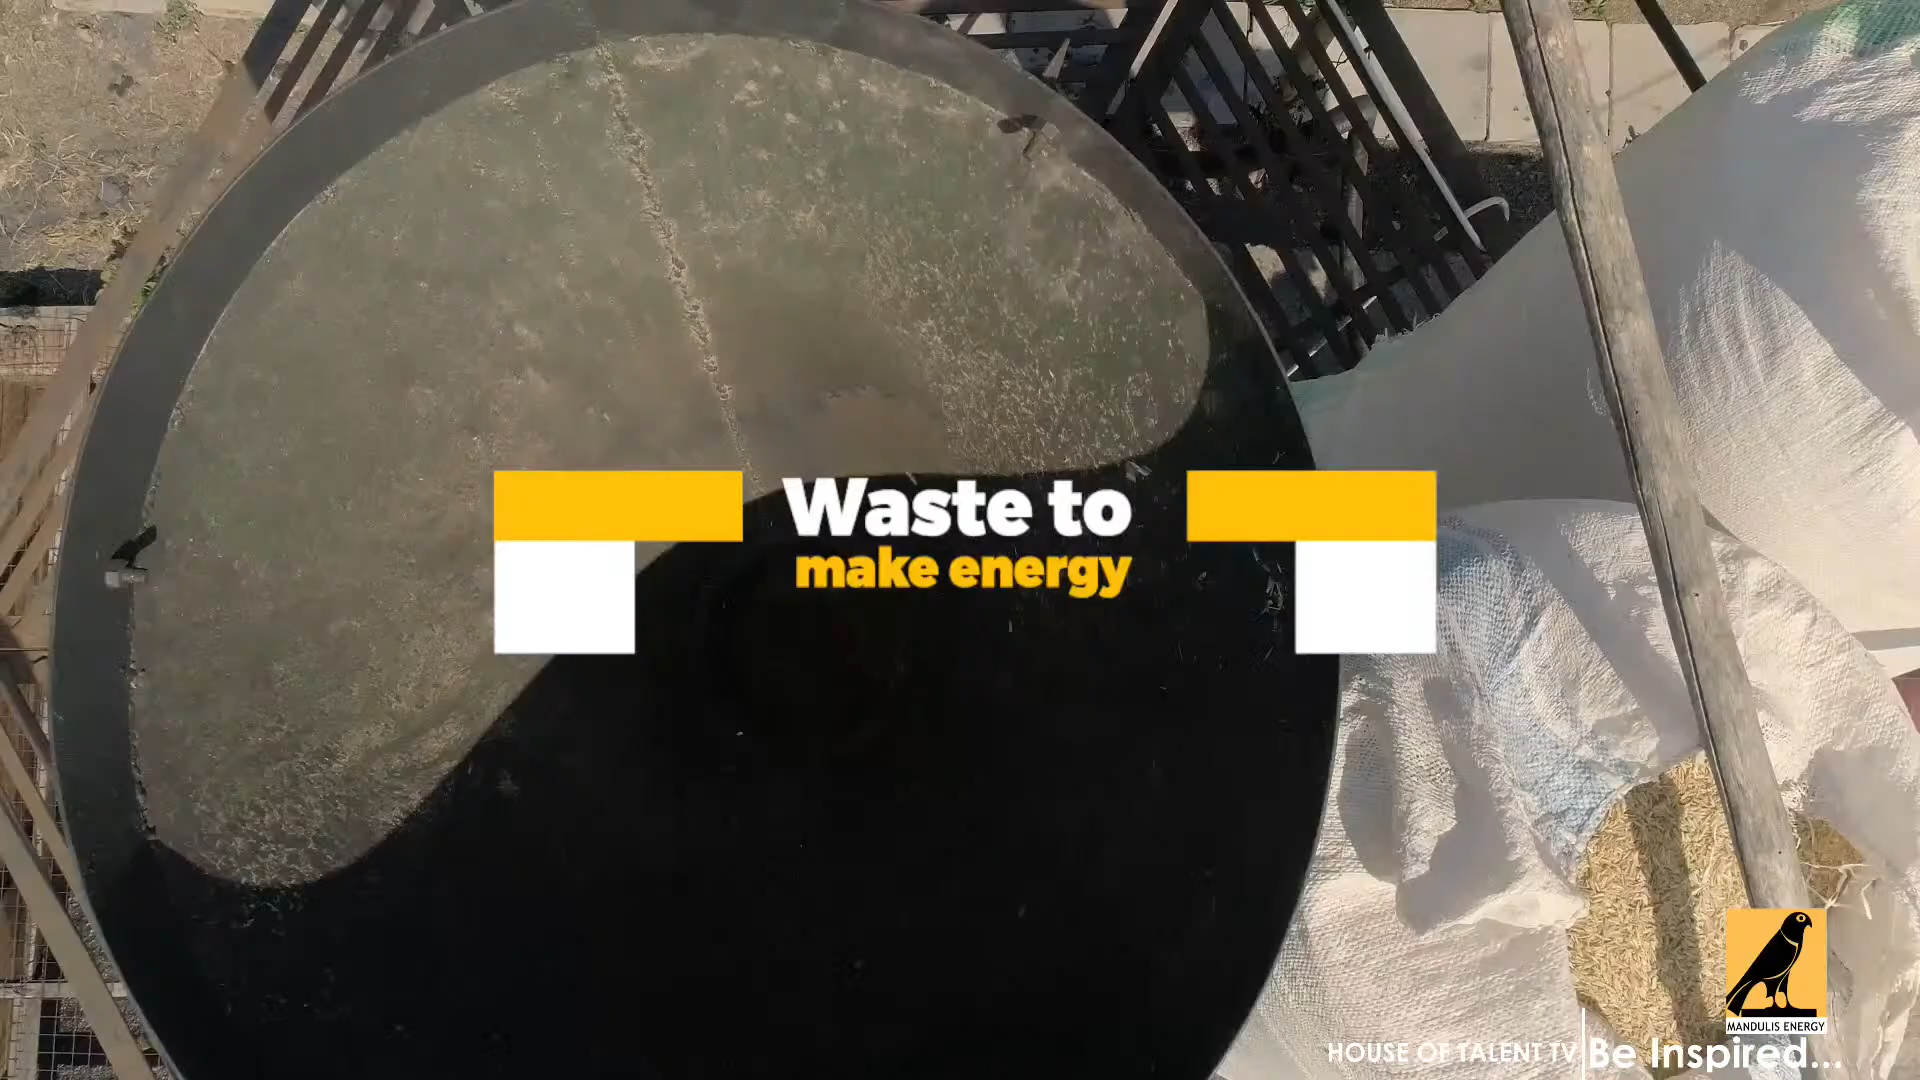 Waste to
make energy
MANDULIS ENERGY
HOUSE OF TALENT TV
Be Inspired...